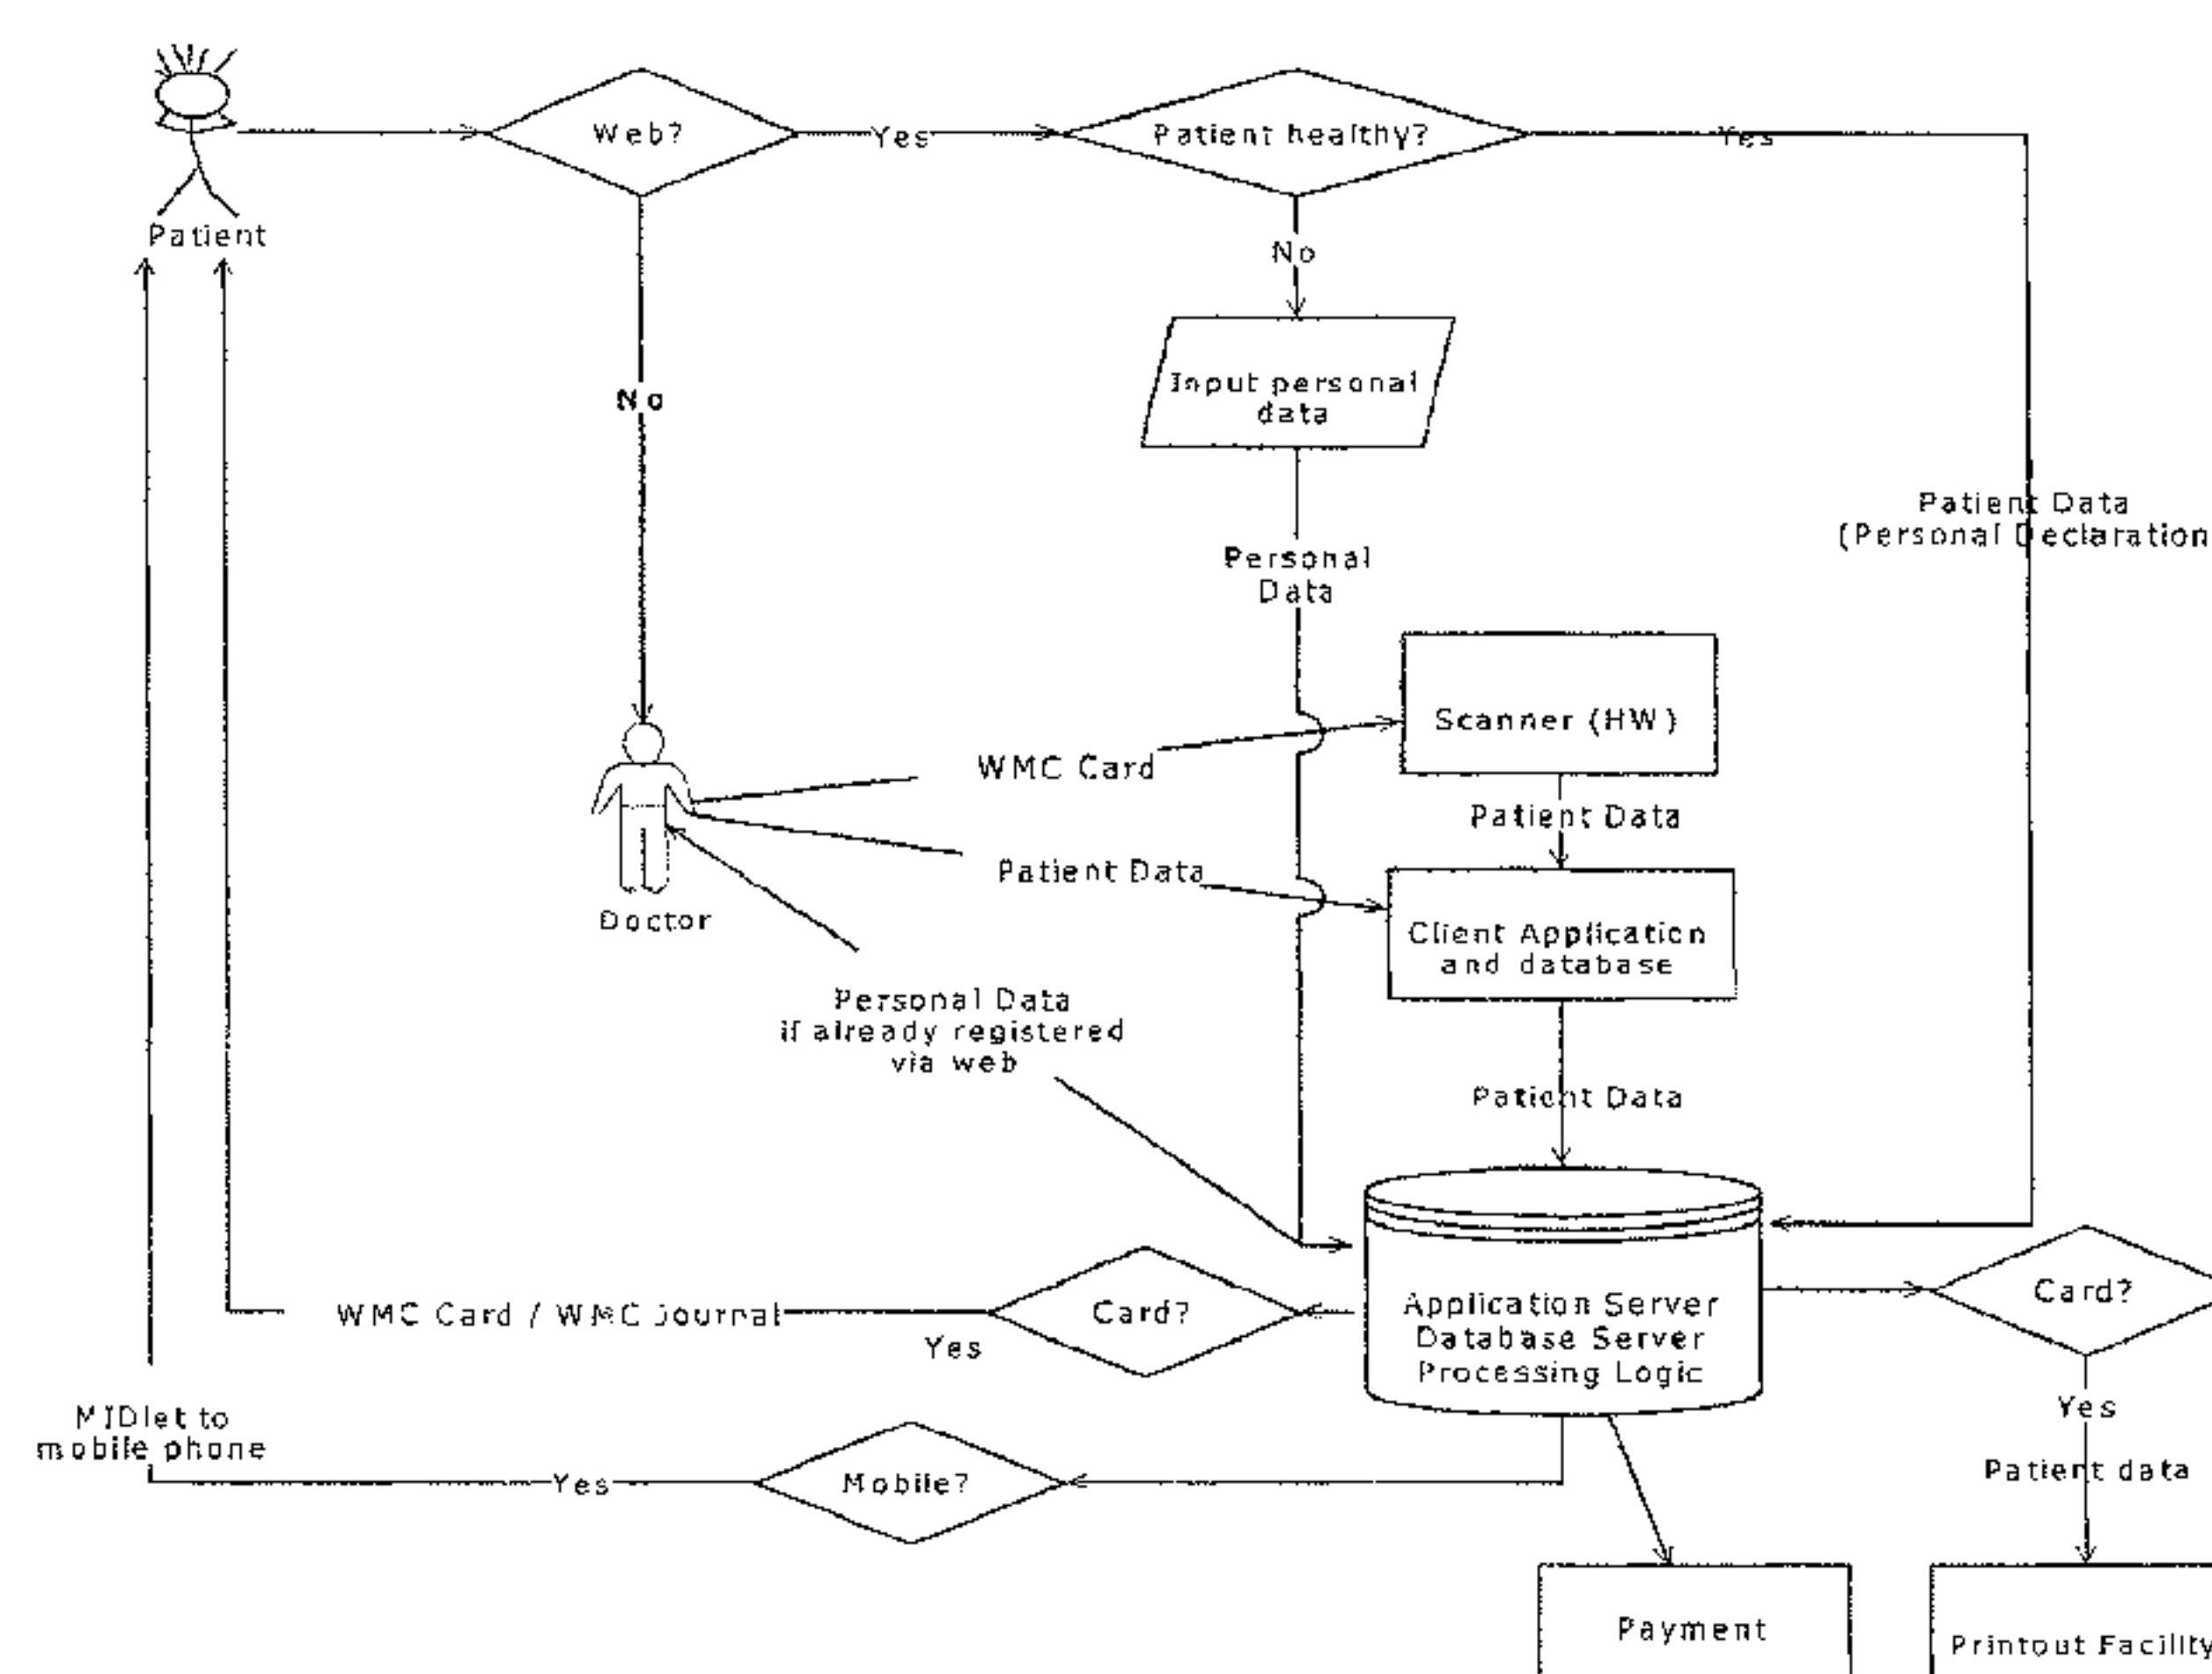 Web?
Yes
Patient healthy?
Yes
Patient
No
Input personal
data
No
Patient Data
(Personal Declaration
Personal
Data
Scanner (HW)
WMC Card
Patient Data
Patient Data
Doctor
Client Application
and database
Personal Data
if already registered
via web
Patient Data
WMC Card / WMC Journal
Card?
Yes
Application Server
Database Server
Processing Logic
Card?
Yes
MIDlet to
mobile phone
Yes
Mobile?
Patient data
Payment
Printout Facility